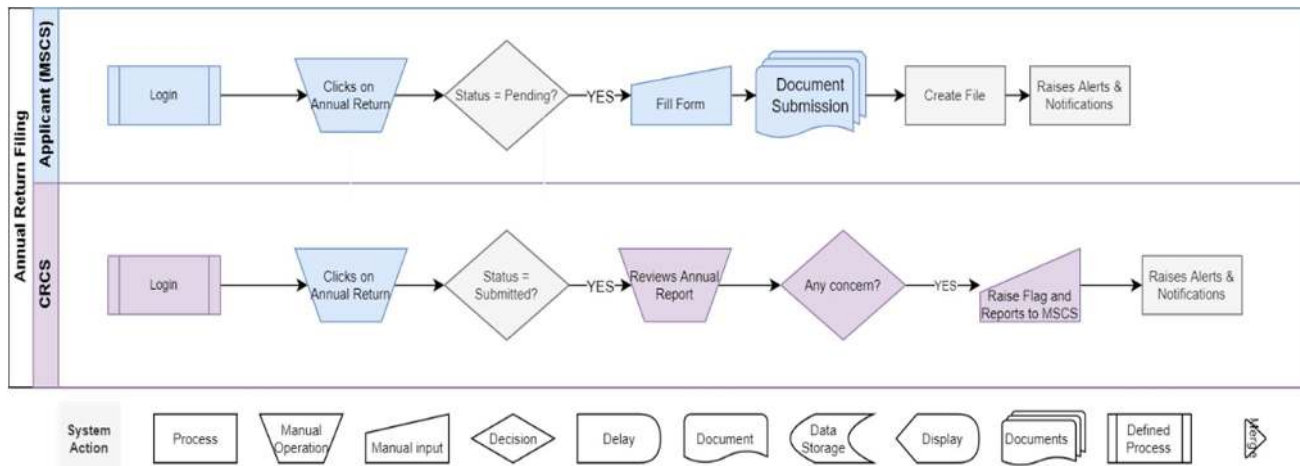 Annual Return Filing
Applicant (MSCS)
Login
Clicks on
Annual Return
Status = Pending?
YES
Fill Form
Document
Submission
Create File
Raises Alerts &
Notifications
CRCS
Login
Clicks on
Annual Return
Status =
Submitted?
YES
Reviews Annual
Report
Any concern?
YES
Raise Flag and
Reports to MSCS
Raises Alerts &
Notifications
System
Action
Process
Manual
Operation
Manual input
Decision
Delay
Document
Data
Storage
Display
Documents
Defined
Process
Merge